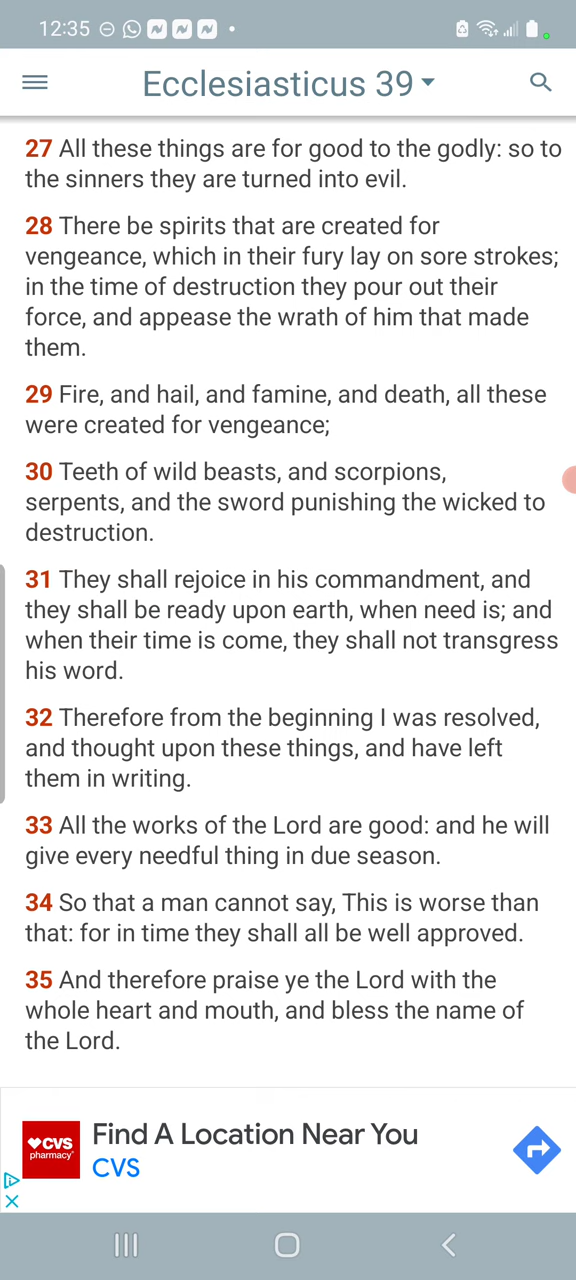 12:35
Ecclesiasticus 39
27 All these things are for good to the godly: so to
the sinners they are turned into evil.
28 There be spirits that are created for
vengeance, which in their fury lay on sore strokes;
in the time of destruction they pour out their
force, and appease the wrath of him that made
them.
29 Fire, and hail, and famine, and death, all these
were created for vengeance;
30 Teeth of wild beasts, and scorpions,
serpents, and the sword punishing the wicked to
destruction.
31 They shall rejoice in his commandment, and
they shall be ready upon earth, when need is; and
when their time is come, they shall not transgress
his word.
32 Therefore from the beginning I was resolved,
and thought upon these things, and have left
them in writing.
33 All the works of the Lord are good: and he will
give every needful thing in due season.
34 So that a man cannot say, This is worse than
that: for in time they shall all be well approved.
35 And therefore praise ye the Lord with the
whole heart and mouth, and bless the name of
the Lord.
CVS
pharmacy
Find A Location Near You
CVS